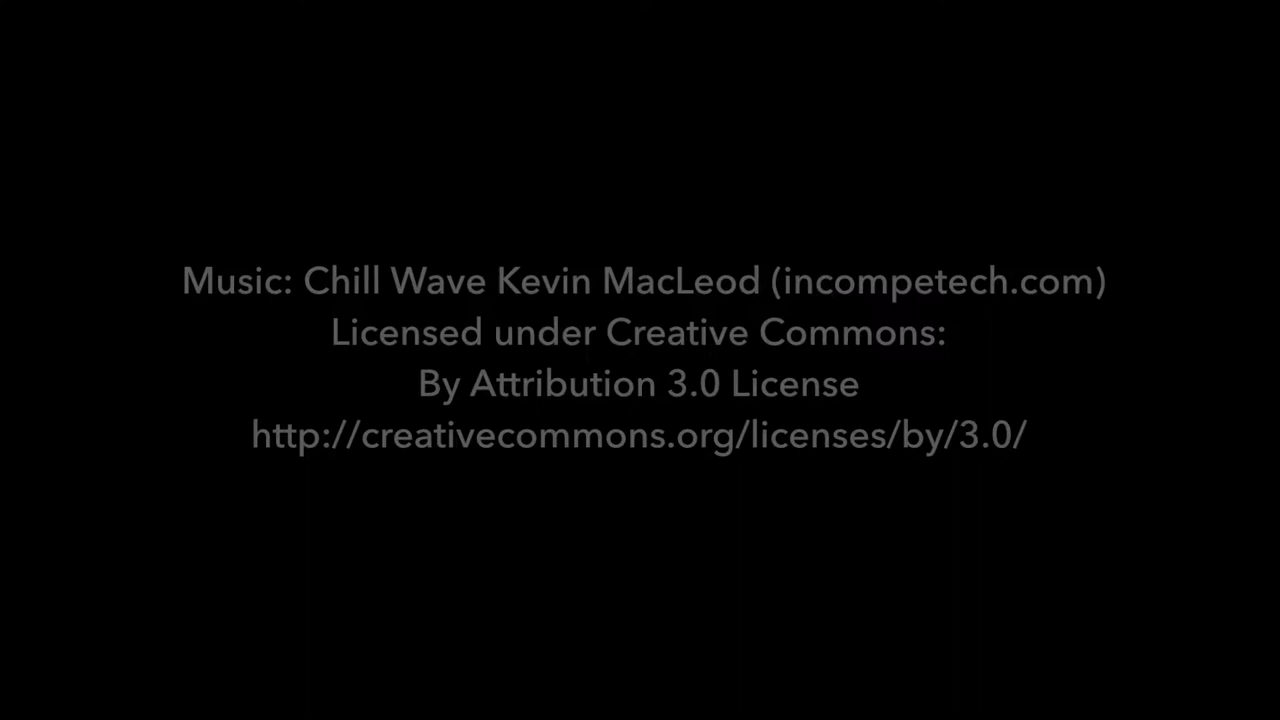 Music: Chill Wave Kevin MacLeod (incompetech.com)
Licensed under Creative Commons:
By Attribution 3.0 License
http://creativecommons.org/licenses/by/3.0/